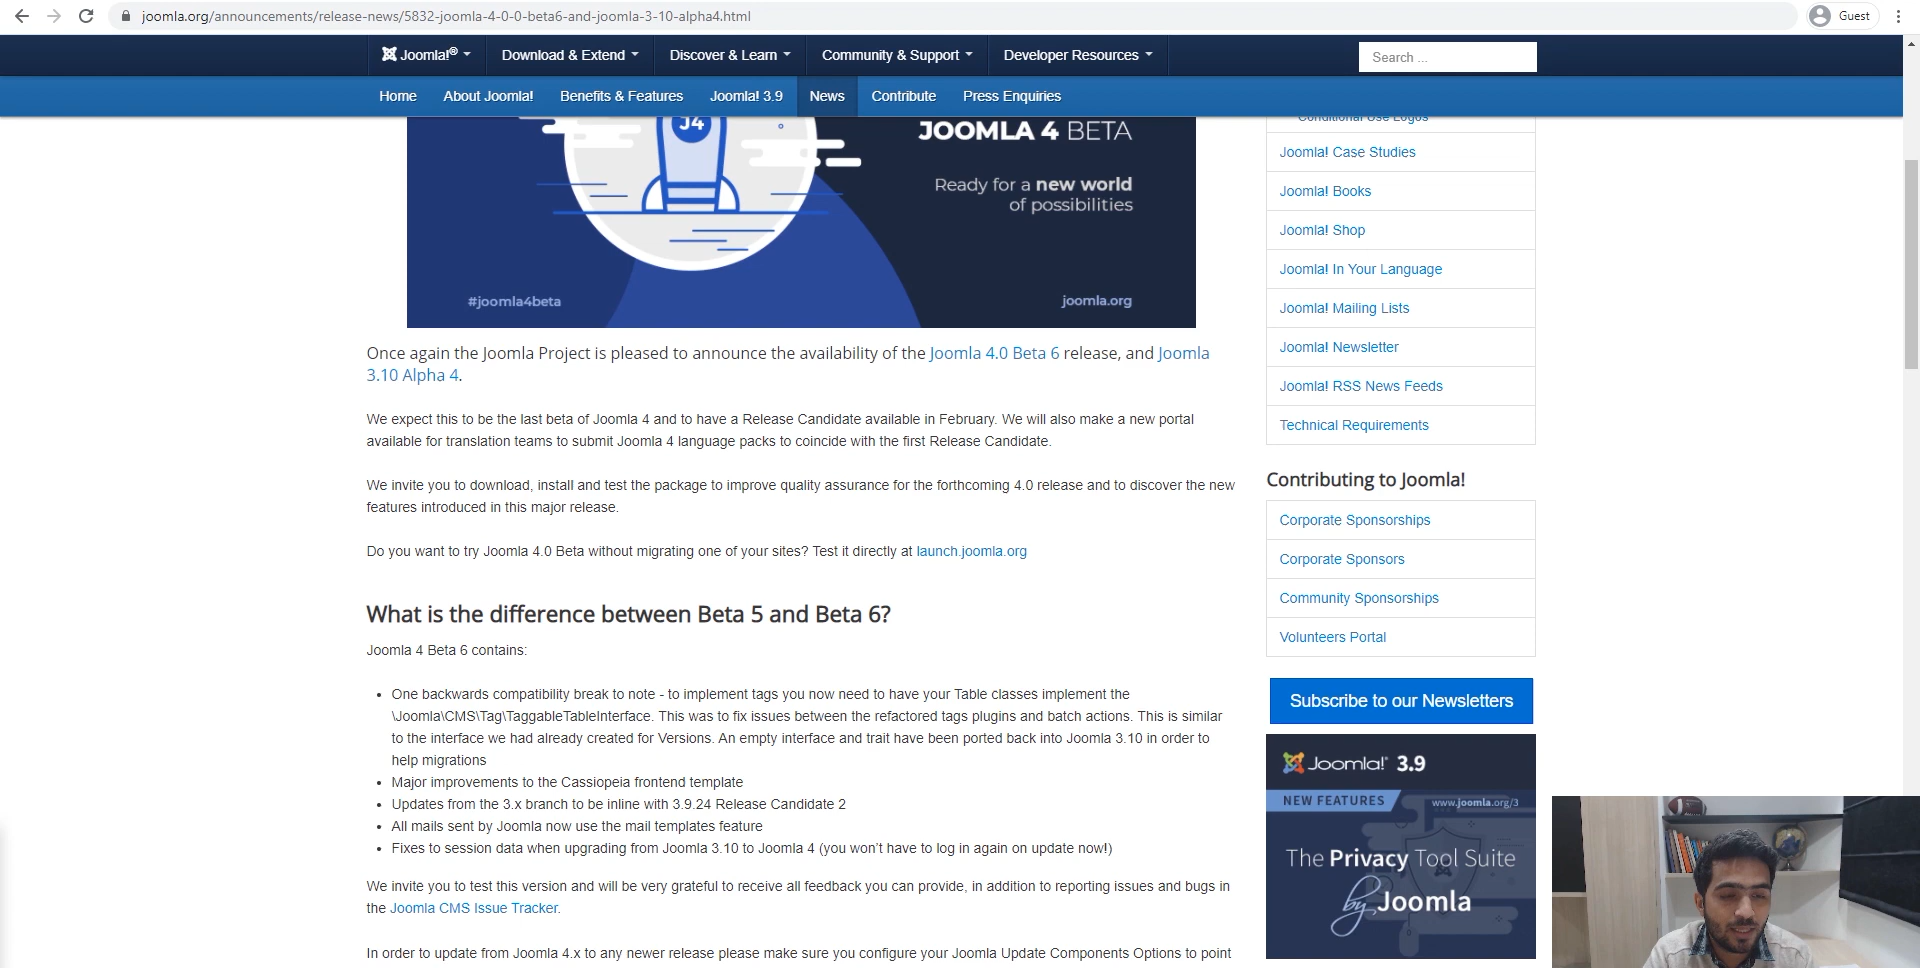 joomla.org/announcements/release-news/5832-joomla-4-0-0-beta6-and-joomla-3-10-alpha4.html
Guest
Joomla!® Download & Extend Discover & Learn Community & Support Developer Resources
Search ...
Home About Joomla! Benefits & Features Joomla! 3.9 News Contribute Press Enquiries
J4
JOOMLA 4 BETA
Ready for a new world
of possibilities
#joomla4beta
joomla.org
Once again the Joomla Project is pleased to announce the availability of the Joomla 4.0 Beta 6 release, and Joomla
3.10 Alpha 4.
We expect this to be the last beta of Joomla 4 and to have a Release Candidate available in February. We will also make a new portal
available for translation teams to submit Joomla 4 language packs to coincide with the first Release Candidate.
We invite you to download, install and test the package to improve quality assurance for the forthcoming 4.0 release and to discover the new
features introduced in this major release.
Do you want to try Joomla 4.0 Beta without migrating one of your sites? Test it directly at launch.joomla.org
What is the difference between Beta 5 and Beta 6?
Joomla 4 Beta 6 contains:
• One backwards compatibility break to note - to implement tags you now need to have your Table classes implement the
\Joomla\CMS\Tag\TaggableTableInterface. This was to fix issues between the refactored tags plugins and batch actions. This is similar
to the interface we had already created for Versions. An empty interface and trait have been ported back into Joomla 3.10 in order to
help migrations
• Major improvements to the Cassiopeia frontend template
• Updates from the 3.x branch to be inline with 3.9.24 Release Candidate 2
• All mails sent by Joomla now use the mail templates feature
• Fixes to session data when upgrading from Joomla 3.10 to Joomla 4 (you won't have to log in again on update now!)
We invite you to test this version and will be very grateful to receive all feedback you can provide, in addition to reporting issues and bugs in
the Joomla CMS Issue Tracker.
In order to update from Joomla 4.x to any newer release please make sure you configure your Joomla Update Components Options to point
Conditional Use Logos
Joomla! Case Studies
Joomla! Books
Joomla! Shop
Joomla! In Your Language
Joomla! Mailing Lists
Joomla! Newsletter
Joomla! RSS News Feeds
Technical Requirements
Contributing to Joomla!
Corporate Sponsorships
Corporate Sponsors
Community Sponsorships
Volunteers Portal
Subscribe to our Newsletters
Joomla!® 3.9
NEW FEATURES www.joomla.org/3
The Privacy Tool Suite
by Joomla